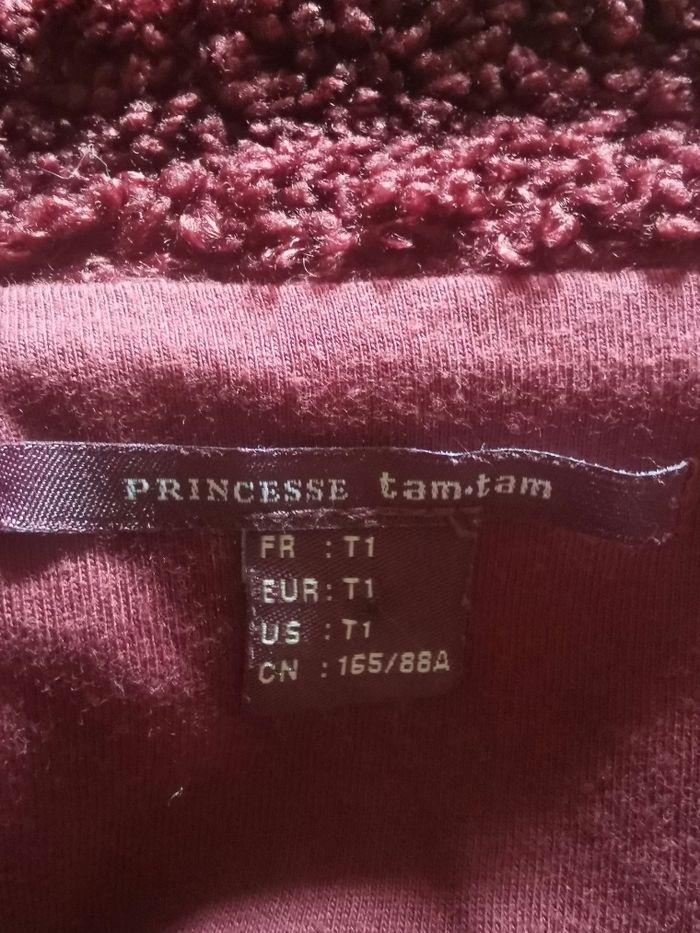 PRINCESSE tam·tam
FR : T1
EUR : T1
US : T1
CN : 165/88A